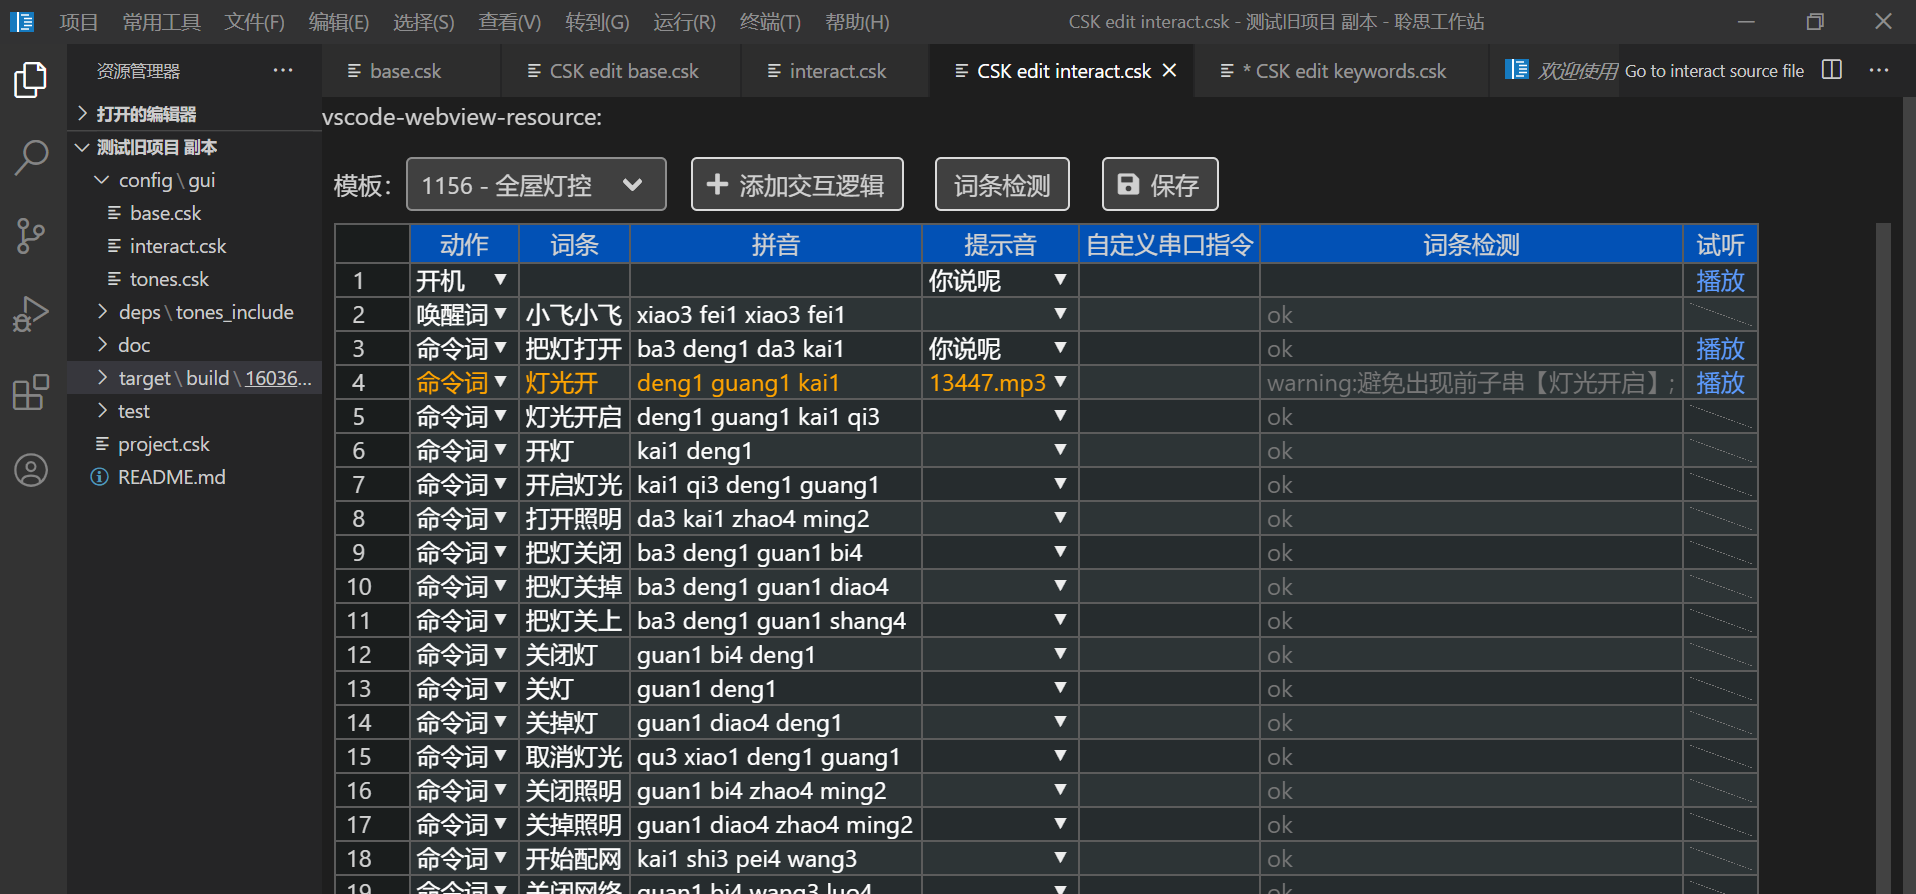 项目 常用工具 文件(F) 编辑(E) 选择(S) 查看(V) 转到(G) 运行(R) 终端(T) 帮助(H) CSK edit interact.csk - 测试旧项目 副本 - 聆思工作站
资源管理器 ··· base.csk CSK edit base.csk interact.csk CSK edit interact.csk * CSK edit keywords.csk 欢迎使用 Go to interact source file ···
打开的编辑器
测试旧项目 副本
config\gui
base.csk
interact.csk
tones.csk
deps\tones_include
doc
target\build\16036...
test
project.csk
README.md
vscode-webview-resource:
模板: 1156 - 全屋灯控 添加交互逻辑 词条检测 保存
动作 词条 拼音 提示音 自定义串口指令 词条检测 试听
1 开机 你说呢 播放
2 唤醒词 小飞小飞 xiao3 fei1 xiao3 fei1 ok
3 命令词 把灯打开 ba3 deng1 da3 kai1 你说呢 ok 播放
4 命令词 灯光开 deng1 guang1 kai1 13447.mp3 warning:避免出现前子串【灯光开启】; 播放
5 命令词 灯光开启 deng1 guang1 kai1 qi3 ok
6 命令词 开灯 kai1 deng1 ok
7 命令词 开启灯光 kai1 qi3 deng1 guang1 ok
8 命令词 打开照明 da3 kai1 zhao4 ming2 ok
9 命令词 把灯关闭 ba3 deng1 guan1 bi4 ok
10 命令词 把灯关掉 ba3 deng1 guan1 diao4 ok
11 命令词 把灯关上 ba3 deng1 guan1 shang4 ok
12 命令词 关闭灯 guan1 bi4 deng1 ok
13 命令词 关灯 guan1 deng1 ok
14 命令词 关掉灯 guan1 diao4 deng1 ok
15 命令词 取消灯光 qu3 xiao1 deng1 guang1 ok
16 命令词 关闭照明 guan1 bi4 zhao4 ming2 ok
17 命令词 关掉照明 guan1 diao4 zhao4 ming2 ok
18 命令词 开始配网 kai1 shi3 pei4 wang3 ok
19 命令词 关闭网络 guan1 bi4 wang3 luo4 ok